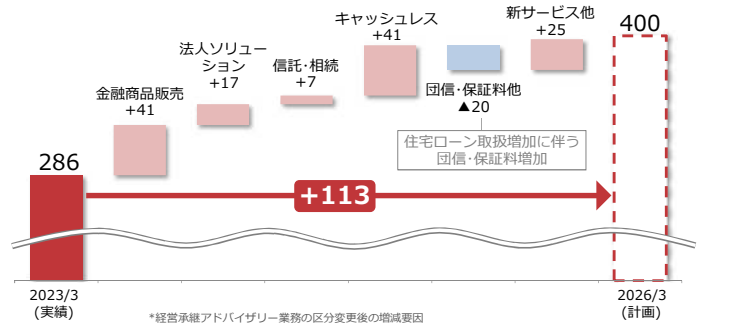 キャッシュレス
+41
新サービス他
+25
400
法人ソリュー
ション
+17
信託･相続
+7
金融商品販売
+41
団信･保証料他
▲20
住宅ローン取扱増加に伴う
団信･保証料増加
286
+113
2023/3
(実績)
2026/3
(計画)
*経営承継アドバイザリー業務の区分変更後の増減要因